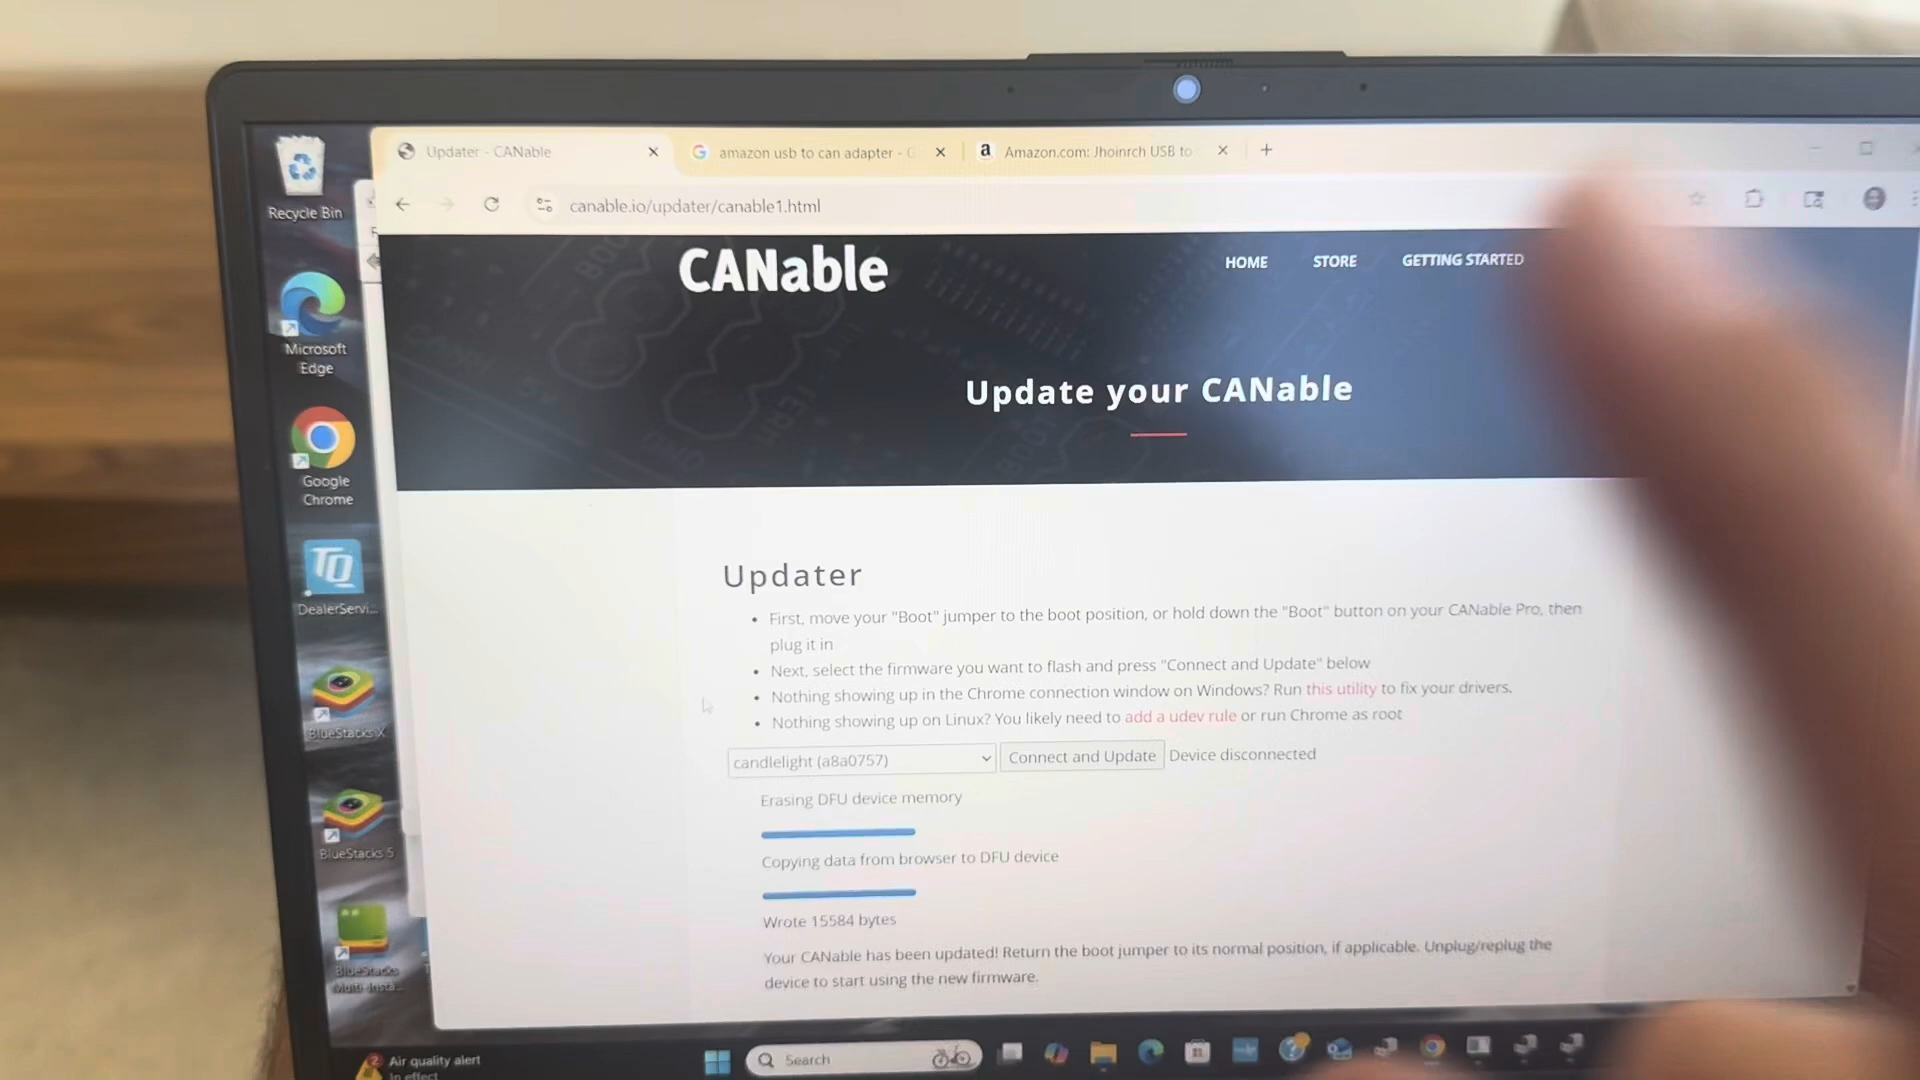 Updater - CANable
amazon usb to can adapter - G
Amazon.com: Jhoinrch USB to
canable.io/updater/canable1.html
Recycle Bin
Microsoft
Edge
Google
Chrome
DealerServi...
BlueStacks X
BlueStacks 5
BlueStacks
Multi-Insta...
CANable
HOME
STORE
GETTING STARTED
Update your CANable
Updater
• First, move your "Boot" jumper to the boot position, or hold down the "Boot" button on your CANable Pro, then
plug it in
• Next, select the firmware you want to flash and press "Connect and Update" below
• Nothing showing up in the Chrome connection window on Windows? Run this utility to fix your drivers.
• Nothing showing up on Linux? You likely need to add a udev rule or run Chrome as root
candlelight (a8a0757)
Connect and Update
Device disconnected
Erasing DFU device memory
Copying data from browser to DFU device
Wrote 15584 bytes
Your CANable has been updated! Return the boot jumper to its normal position, if applicable. Unplug/replug the
device to start using the new firmware.
2
Air quality alert
In effect
Search